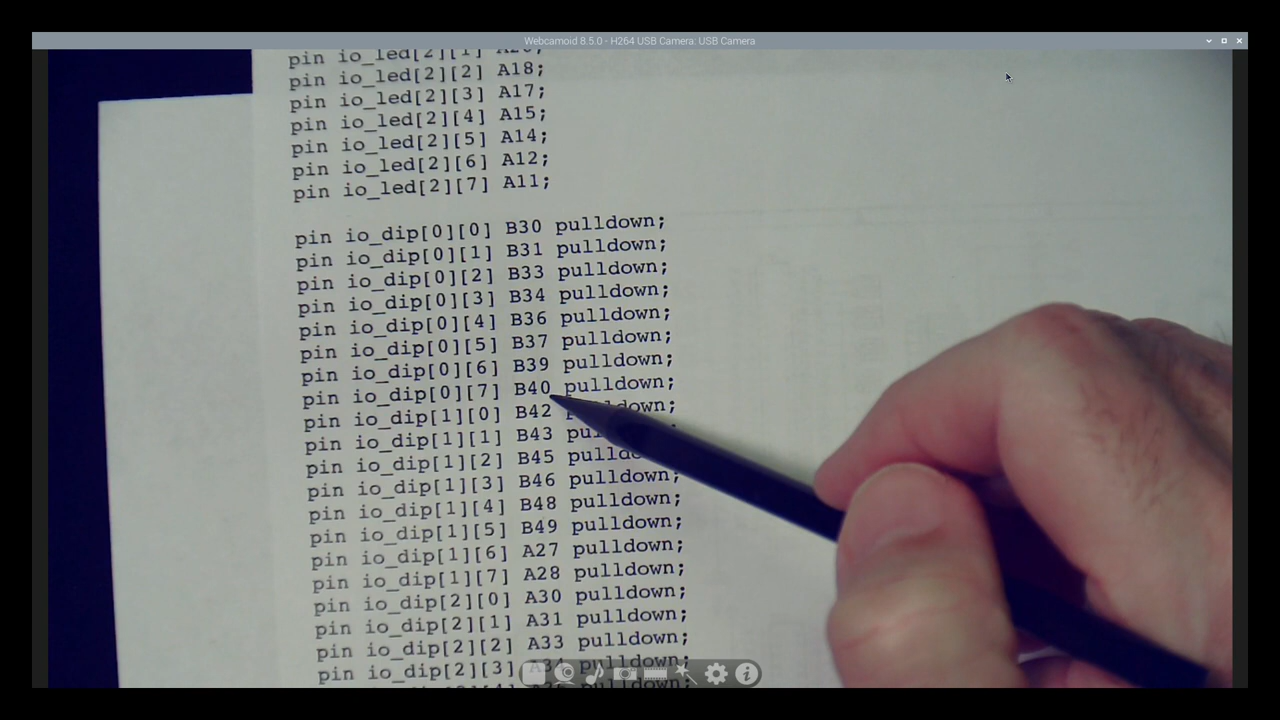 Webcamoid 8.5.0 - H264 USB Camera: USB Camera
pin io_led[2][1]
pin io_led[2][2] A18;
pin io_led[2][3] A17;
pin io_led[2][4] A15;
pin io_led[2][5] A14;
pin io_led[2][6] A12;
pin io_led[2][7] A11;
pin io_dip[0][0] B30 pulldown;
pin io_dip[0][1] B31 pulldown;
pin io_dip[0][2] B33 pulldown;
pin io_dip[0][3] B34 pulldown;
pin io_dip[0][4] B36 pulldown;
pin io_dip[0][5] B37 pulldown;
pin io_dip[0][6] B39 pulldown;
pin io_dip[0][7] B40 pulldown;
pin io_dip[1][0] B42 pulldown;
pin io_dip[1][1] B43
pin io_dip[1][2] B45
pin io_dip[1][3] B46 pulldown;
pin io_dip[1][4] B48 pulldown;
pin io_dip[1][5] B49 pulldown;
pin io_dip[1][6] A27 pulldown;
pin io_dip[1][7] A28 pulldown;
pin io_dip[2][0] A30 pulldown;
pin io_dip[2][1] A31 pulldown;
pin io_dip[2][2] A33 pulldown;
pin io_dip[2][3] A34 pulldown;